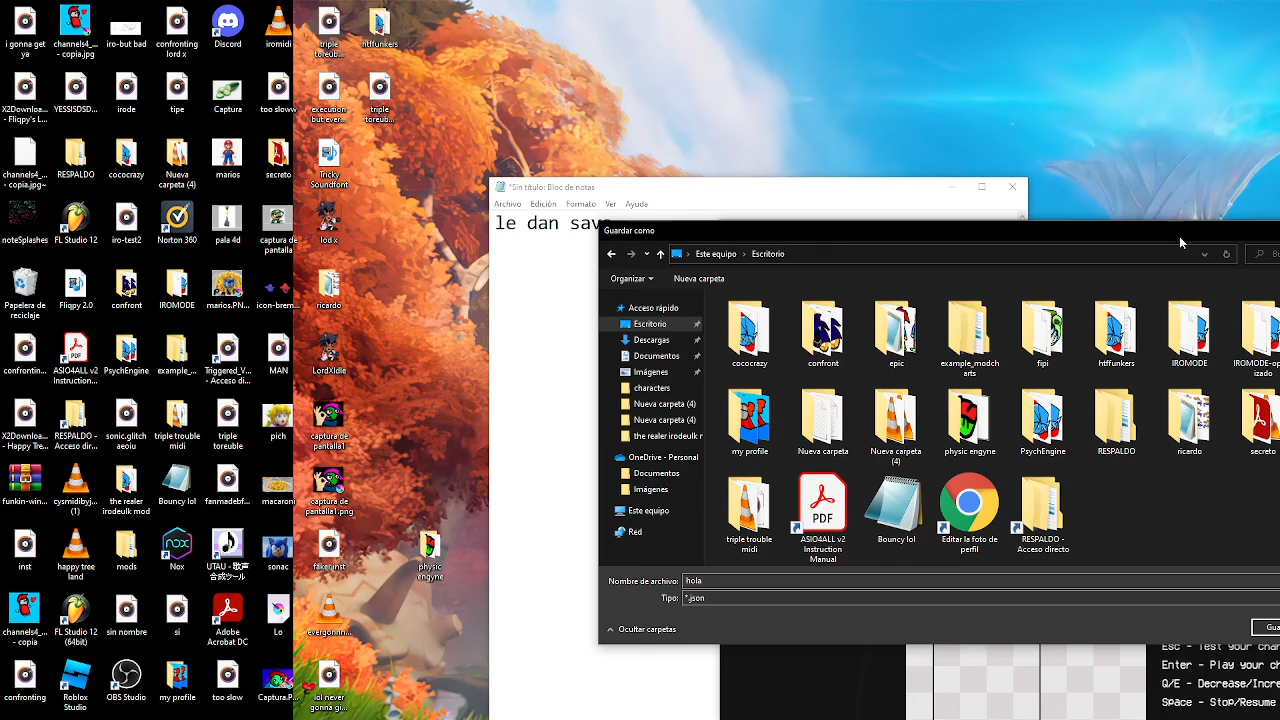 i gonna get
ya
channels4_...
- copia.jpg
iro-but bad
confronting
lord x
Discord
iromidi
triple
toreub...
htffunkers
X2Downloa...
- Fliqpy's L...
YESSISDSD...
irode
tipe
Captura
too sloww
execution
but ever...
triple
toreub...
channels4_...
- copia.jpg~
RESPALDO
cococrazy
Nueva
carpeta (4)
marios
secreto
Tricky
Soundfont
noteSplashes
FL Studio 12
iro-test2
Norton 360
pala 4d
captura de
pantalla
lod x
Papelera de
reciclaje
Fliqpy 2.0
confront
IROMODE
marios.PN...
icon-brem...
ricardo
confrontin...
ASIO4ALL v2
Instruction...
PsychEngine
example_...
Triggered_V...
- Acceso di...
MAN
LordXIdle
X2Downloa...
- Happy Tre...
RESPALDO -
Acceso direc...
sonic.glitch
aeoiu
triple trouble
midi
triple
toreuble
pich
captura de
pantalla1
funkin-win...
cysmidibyj...
(1)
the realer
irodeulk mod
Bouncy lol
fanmadebf...
macaroni
captura de
pantalla1.png
inst
happy tree
land
mods
Nox
UTAU - 歌声
合成ツール
sonac
fakerinst
physic
engyne
channels4_...
- copia
FL Studio 12
(64bit)
sin nombre
si
Adobe
Acrobat DC
Lo
evergonnn...
confronting
Roblox
Studio
OBS Studio
my profile
too slow
Captura.P...
lol never
gonna gi...
*Sin título: Bloc de notas
Archivo Edición Formato Ver Ayuda
le dan save
Guardar como
Este equipo > Escritorio
Organizar
Nueva carpeta
Acceso rápido
Escritorio
Descargas
Documentos
Imágenes
characters
Nueva carpeta (4)
Nueva carpeta (4)
the realer irodeulk r
OneDrive - Personal
Documentos
Imágenes
Este equipo
Red
cococrazy
confront
epic
example_modch
arts
fipi
htffunkers
IROMODE
IROMODE-op
izado
my profile
Nueva carpeta
Nueva carpeta
(4)
physic engyne
PsychEngine
RESPALDO
ricardo
secreto
triple trouble
midi
ASIO4ALL v2
Instruction
Manual
Bouncy lol
Editar la foto de
perfil
RESPALDO -
Acceso directo
Nombre de archivo: hola
Tipo: *.json
Ocultar carpetas
Gua
Esc - Test your char
Enter - Play your ch
Q/E - Decrease/Incre
Space - Stop/Resume